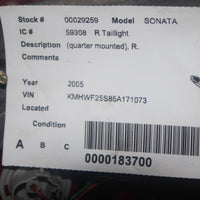 Stock # 00029259 Model SONATA
IC # 59308 R Taillight
Description (quarter mounted), R.
Comments
Year 2005
VIN KMHWF25S85A171073
Located
Condition
A B C
0000183700